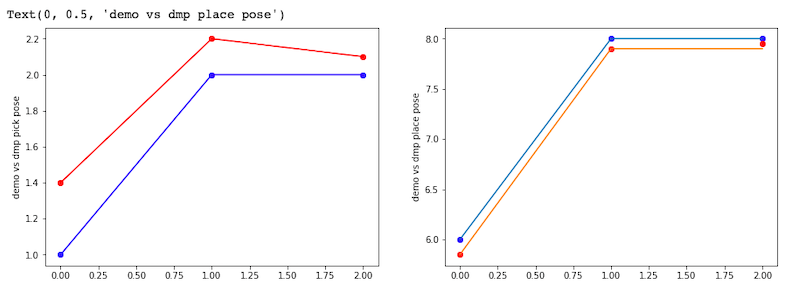 Text(0, 0.5, 'demo vs dmp place pose')
2.2
2.0
1.8
1.6
1.4
1.2
1.0
demo vs dmp pick pose
0.00 0.25 0.50 0.75 1.00 1.25 1.50 1.75 2.00
8.0
7.5
7.0
6.5
6.0
demo vs dmp place pose
0.00 0.25 0.50 0.75 1.00 1.25 1.50 1.75 2.00